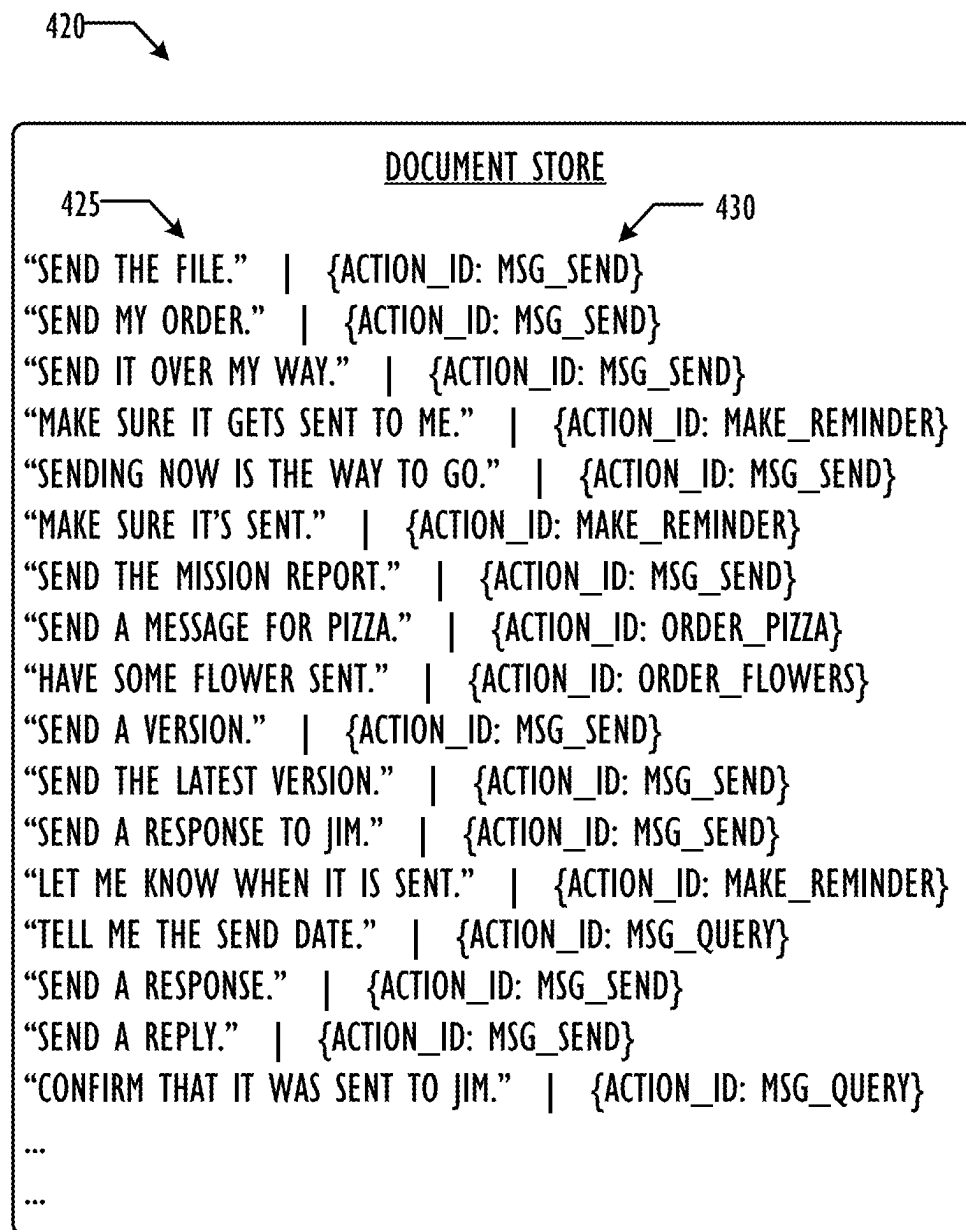 420
DOCUMENT STORE
425 430
“SEND THE FILE.” | {ACTION_ID: MSG_SEND}
“SEND MY ORDER.” | {ACTION_ID: MSG_SEND}
“SEND IT OVER MY WAY.” | {ACTION_ID: MSG_SEND}
“MAKE SURE IT GETS SENT TO ME.” | {ACTION_ID: MAKE_REMINDER}
“SENDING NOW IS THE WAY TO GO.” | {ACTION_ID: MSG_SEND}
“MAKE SURE IT’S SENT.” | {ACTION_ID: MAKE_REMINDER}
“SEND THE MISSION REPORT.” | {ACTION_ID: MSG_SEND}
“SEND A MESSAGE FOR PIZZA.” | {ACTION_ID: ORDER_PIZZA}
“HAVE SOME FLOWER SENT.” | {ACTION_ID: ORDER_FLOWERS}
“SEND A VERSION.” | {ACTION_ID: MSG_SEND}
“SEND THE LATEST VERSION.” | {ACTION_ID: MSG_SEND}
“SEND A RESPONSE TO JIM.” | {ACTION_ID: MSG_SEND}
“LET ME KNOW WHEN IT IS SENT.” | {ACTION_ID: MAKE_REMINDER}
“TELL ME THE SEND DATE.” | {ACTION_ID: MSG_QUERY}
“SEND A RESPONSE.” | {ACTION_ID: MSG_SEND}
“SEND A REPLY.” | {ACTION_ID: MSG_SEND}
“CONFIRM THAT IT WAS SENT TO JIM.” | {ACTION_ID: MSG_QUERY}
...
...